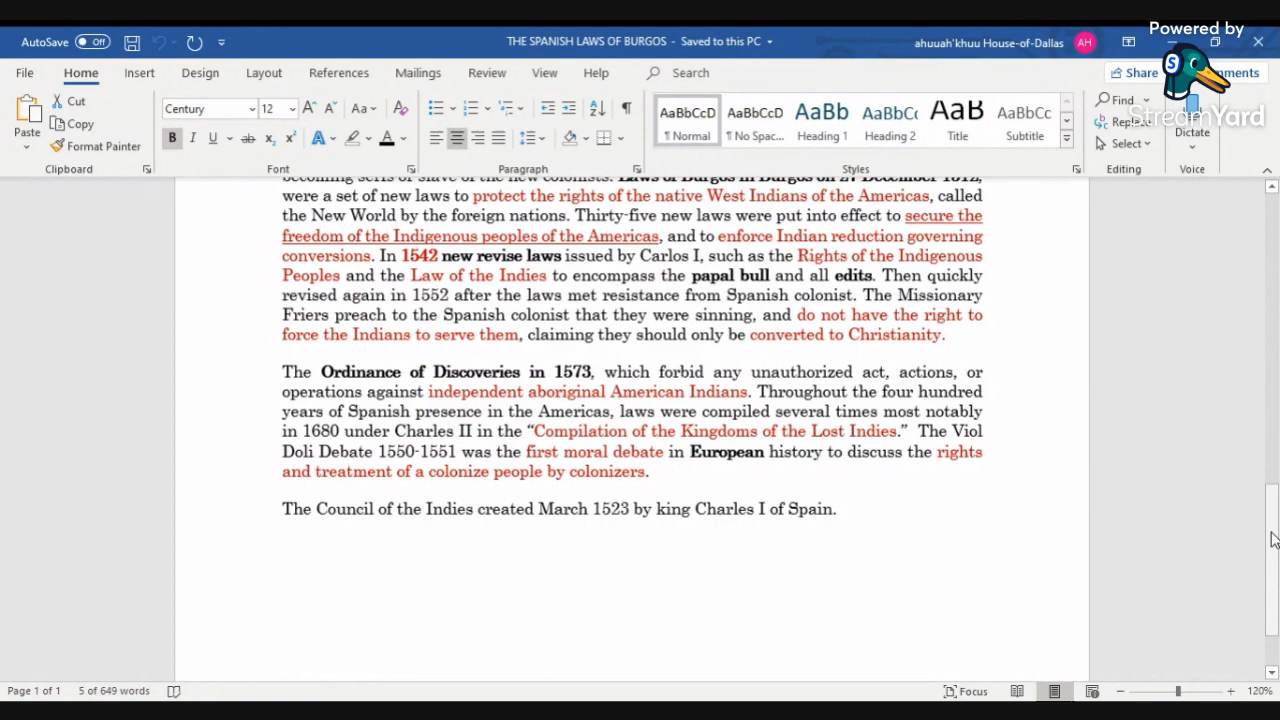 Powered by
AutoSave Off THE SPANISH LAWS OF BURGOS - Saved to this PC ahuuah'khuu House-of-Dallas AH
File Home Insert Design Layout References Mailings Review View Help Search Share
StreamYard
Paste Cut Copy Format Painter
Century 12
AaBbCcD AaBbCcD AaBb AaBbCc AaB AaBbCc
¶ Normal ¶ No Spac... Heading 1 Heading 2 Title Subtitle
Find
Select
Dictate
Clipboard Font Paragraph Styles Editing Voice
were a set of new laws to protect the rights of the native West Indians of the Americas, called
the New World by the foreign nations. Thirty-five new laws were put into effect to secure the
freedom of the Indigenous peoples of the Americas, and to enforce Indian reduction governing
conversions. In 1542 new revise laws issued by Carlos I, such as the Rights of the Indigenous
Peoples and the Law of the Indies to encompass the papal bull and all edits. Then quickly
revised again in 1552 after the laws met resistance from Spanish colonist. The Missionary
Friers preach to the Spanish colonist that they were sinning, and do not have the right to
force the Indians to serve them, claiming they should only be converted to Christianity.
The Ordinance of Discoveries in 1573, which forbid any unauthorized act, actions, or
operations against independent aboriginal American Indians. Throughout the four hundred
years of Spanish presence in the Americas, laws were compiled several times most notably
in 1680 under Charles II in the “Compilation of the Kingdoms of the Lost Indies.” The Viol
Doli Debate 1550-1551 was the first moral debate in European history to discuss the rights
and treatment of a colonize people by colonizers.
The Council of the Indies created March 1523 by king Charles I of Spain.
Page 1 of 1 5 of 649 words Focus 120%